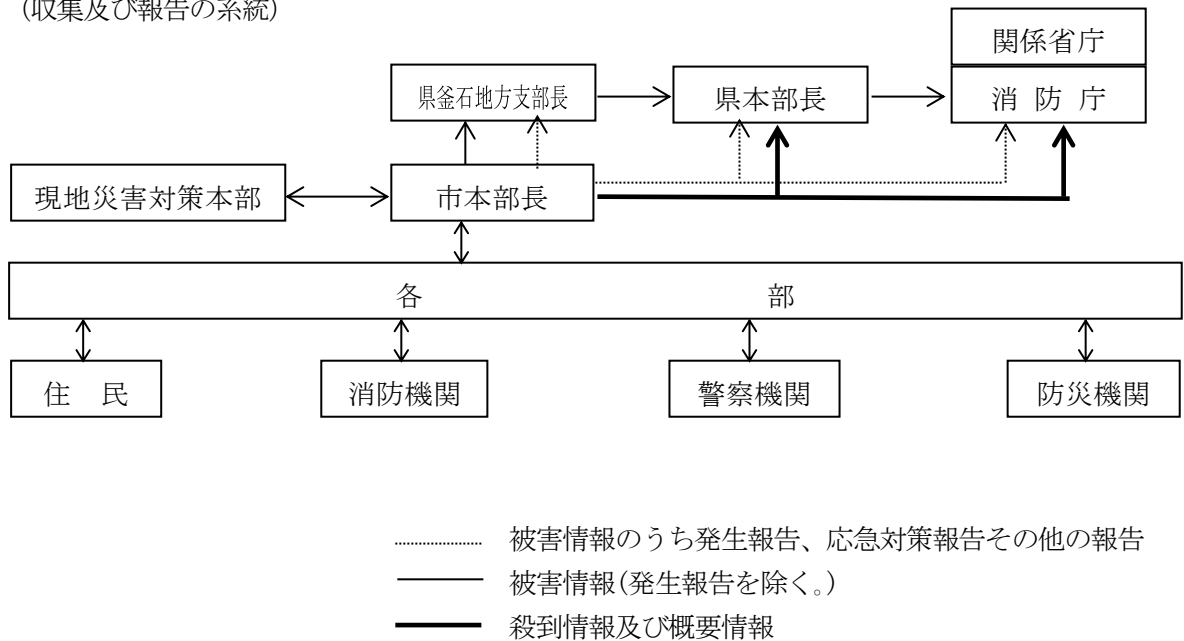 (収集及び報告の系統)
関係省庁
県釜石地方支部長
県本部長
消 防 庁
現地災害対策本部
市本部長
各 部
住 民
消防機関
警察機関
防災機関
被害情報のうち発生報告、応急対策報告その他の報告
被害情報(発生報告を除く。)
殺到情報及び概要情報